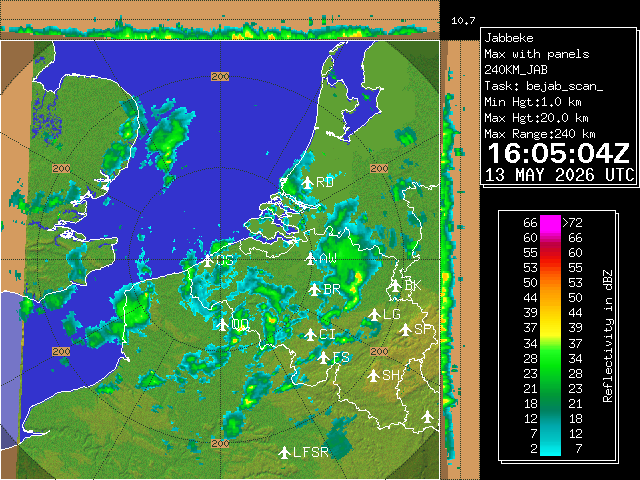 10.7
Jabbeke
Max with panels
240KM_JAB
Task: bejab_scan_
Min Hgt:1.0 km
Max Hgt:20.0 km
Max Range:240 km
16:05:04Z
13 MAY 2026 UTC
200
200
200
RD
OS
AW
BR
BK
LG
QO
CI
SP
200
200
FS
SH
200
LFSR
66 >72
60 66
55 60
53 55
50 53
44 50
39 44
37 39
34 37
28 34
23 28
21 23
18 21
12 18
7 12
2 7
Reflectivity in dBZ